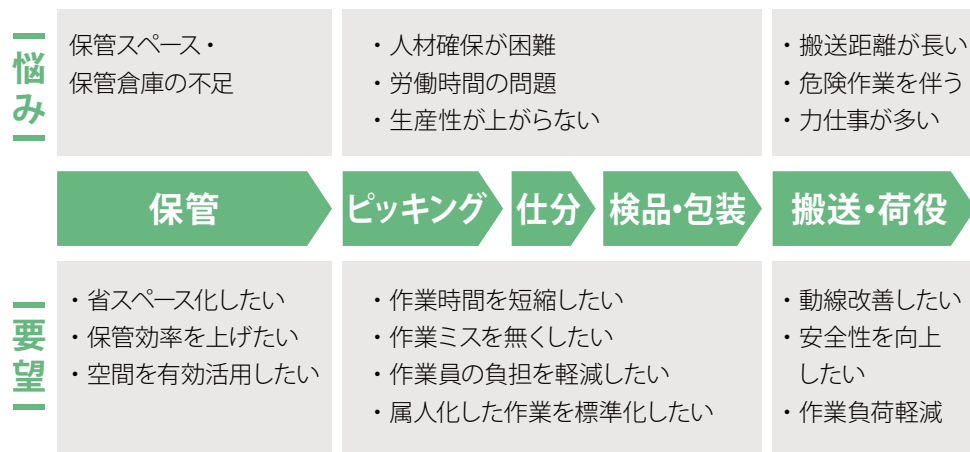 悩み
保管スペース・
保管倉庫の不足
・人材確保が困難
・労働時間の問題
・生産性が上がらない
・搬送距離が長い
・危険作業を伴う
・力仕事が多い
保管
ピッキング
仕分
検品・包装
搬送・荷役
要望
・省スペース化したい
・保管効率を上げたい
・空間を有効活用したい
・作業時間を短縮したい
・作業ミスを無くしたい
・作業員の負担を軽減したい
・属人化した作業を標準化したい
・動線改善したい
・安全性を向上
したい
・作業負荷軽減